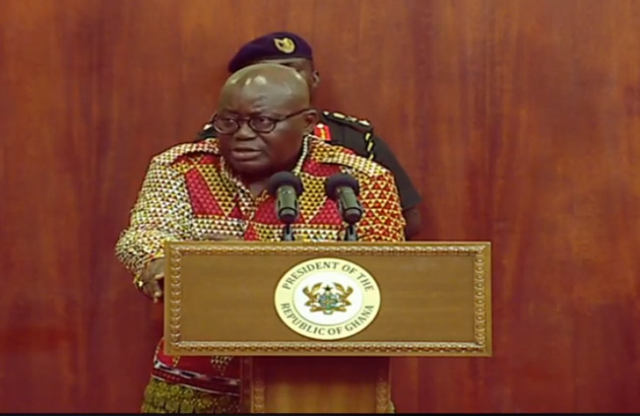 PRESIDENT OF THE
REPUBLIC OF GHANA